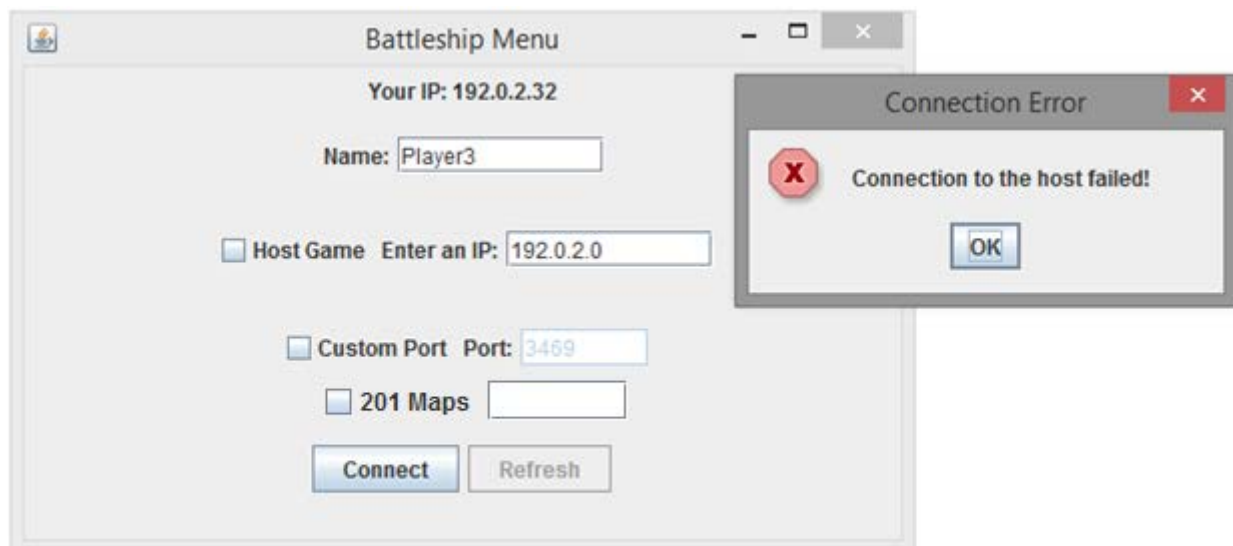 Battleship Menu
Your IP: 192.0.2.32
Connection Error
Name: Player3
Connection to the host failed!
OK
Host Game Enter an IP: 192.0.2.0
Custom Port Port: 3469
201 Maps
Connect Refresh